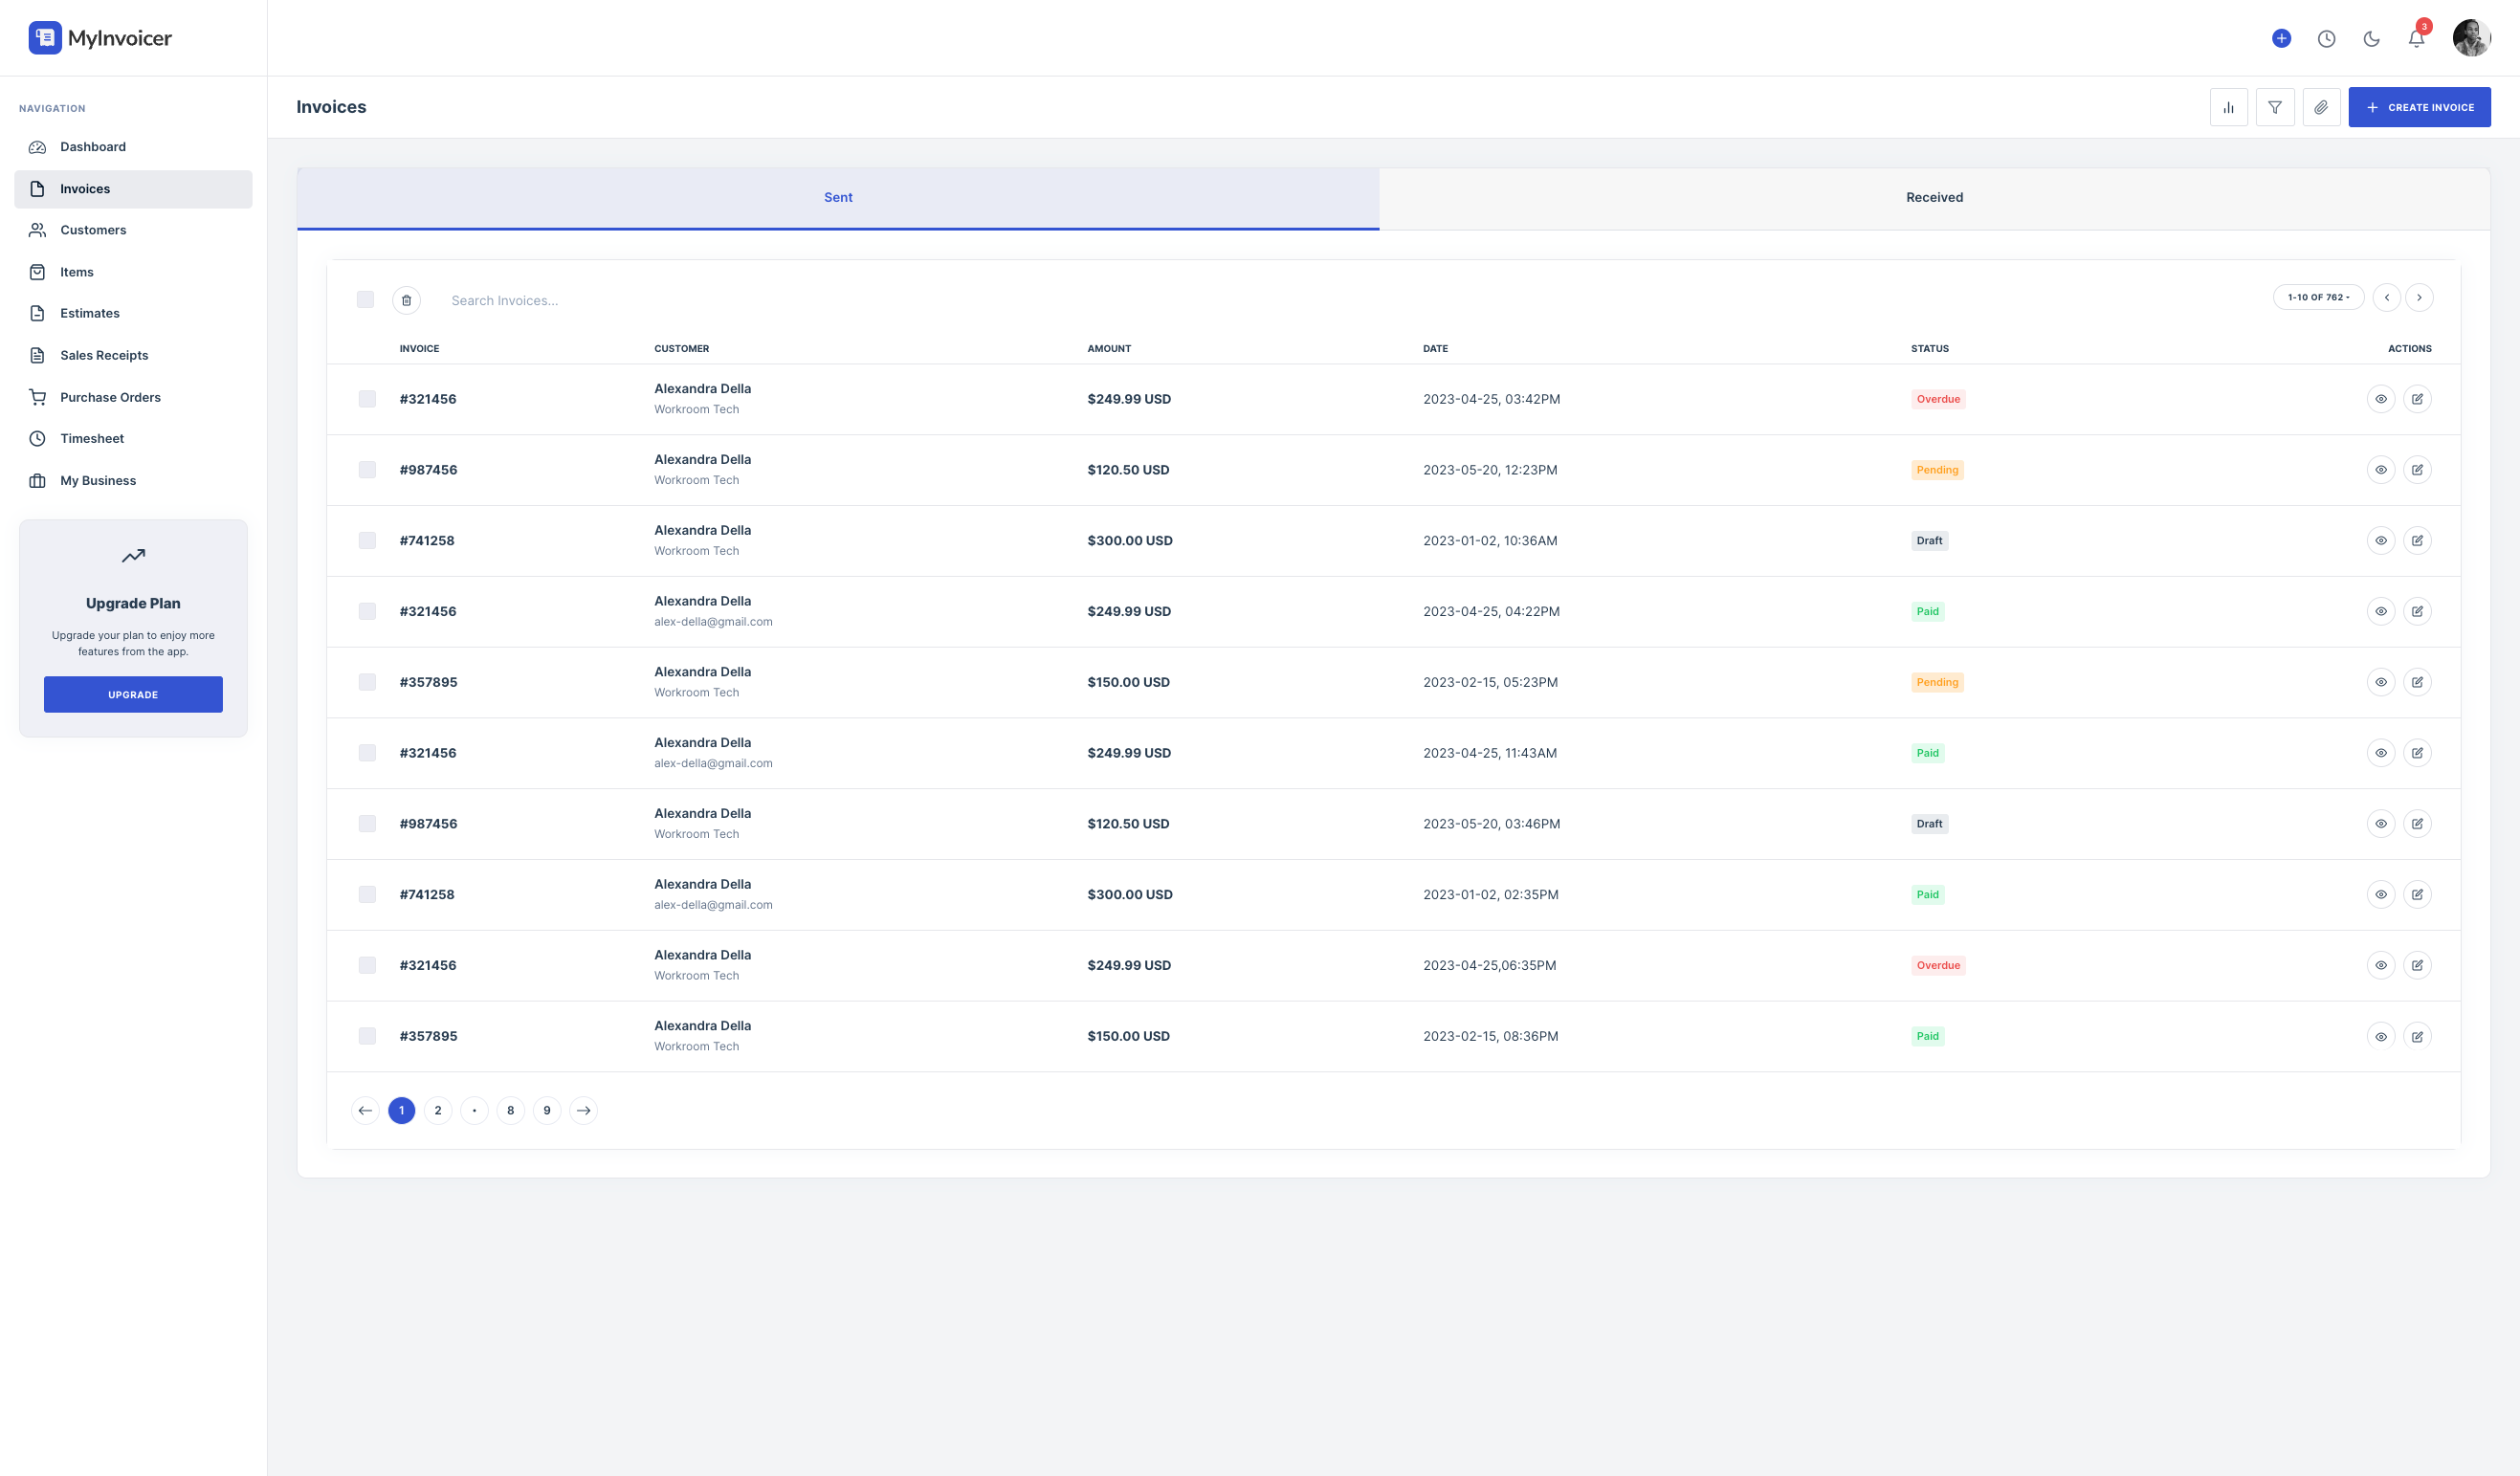 MyInvoicer
3
NAVIGATION
Dashboard
Invoices
Customers
Items
Estimates
Sales Receipts
Purchase Orders
Timesheet
My Business
Upgrade Plan
Upgrade your plan to enjoy more
features from the app.
UPGRADE
Invoices
CREATE INVOICE
Sent
Received
Search Invoices...
1-10 OF 762
INVOICE CUSTOMER AMOUNT DATE STATUS ACTIONS
#321456 Alexandra Della $249.99 USD 2023-04-25, 03:42PM Overdue
Workroom Tech
#987456 Alexandra Della $120.50 USD 2023-05-20, 12:23PM Pending
Workroom Tech
#741258 Alexandra Della $300.00 USD 2023-01-02, 10:36AM Draft
Workroom Tech
#321456 Alexandra Della $249.99 USD 2023-04-25, 04:22PM Paid
alex-della@gmail.com
#357895 Alexandra Della $150.00 USD 2023-02-15, 05:23PM Pending
Workroom Tech
#321456 Alexandra Della $249.99 USD 2023-04-25, 11:43AM Paid
alex-della@gmail.com
#987456 Alexandra Della $120.50 USD 2023-05-20, 03:46PM Draft
Workroom Tech
#741258 Alexandra Della $300.00 USD 2023-01-02, 02:35PM Paid
alex-della@gmail.com
#321456 Alexandra Della $249.99 USD 2023-04-25,06:35PM Overdue
Workroom Tech
#357895 Alexandra Della $150.00 USD 2023-02-15, 08:36PM Paid
Workroom Tech
1 2 • 8 9